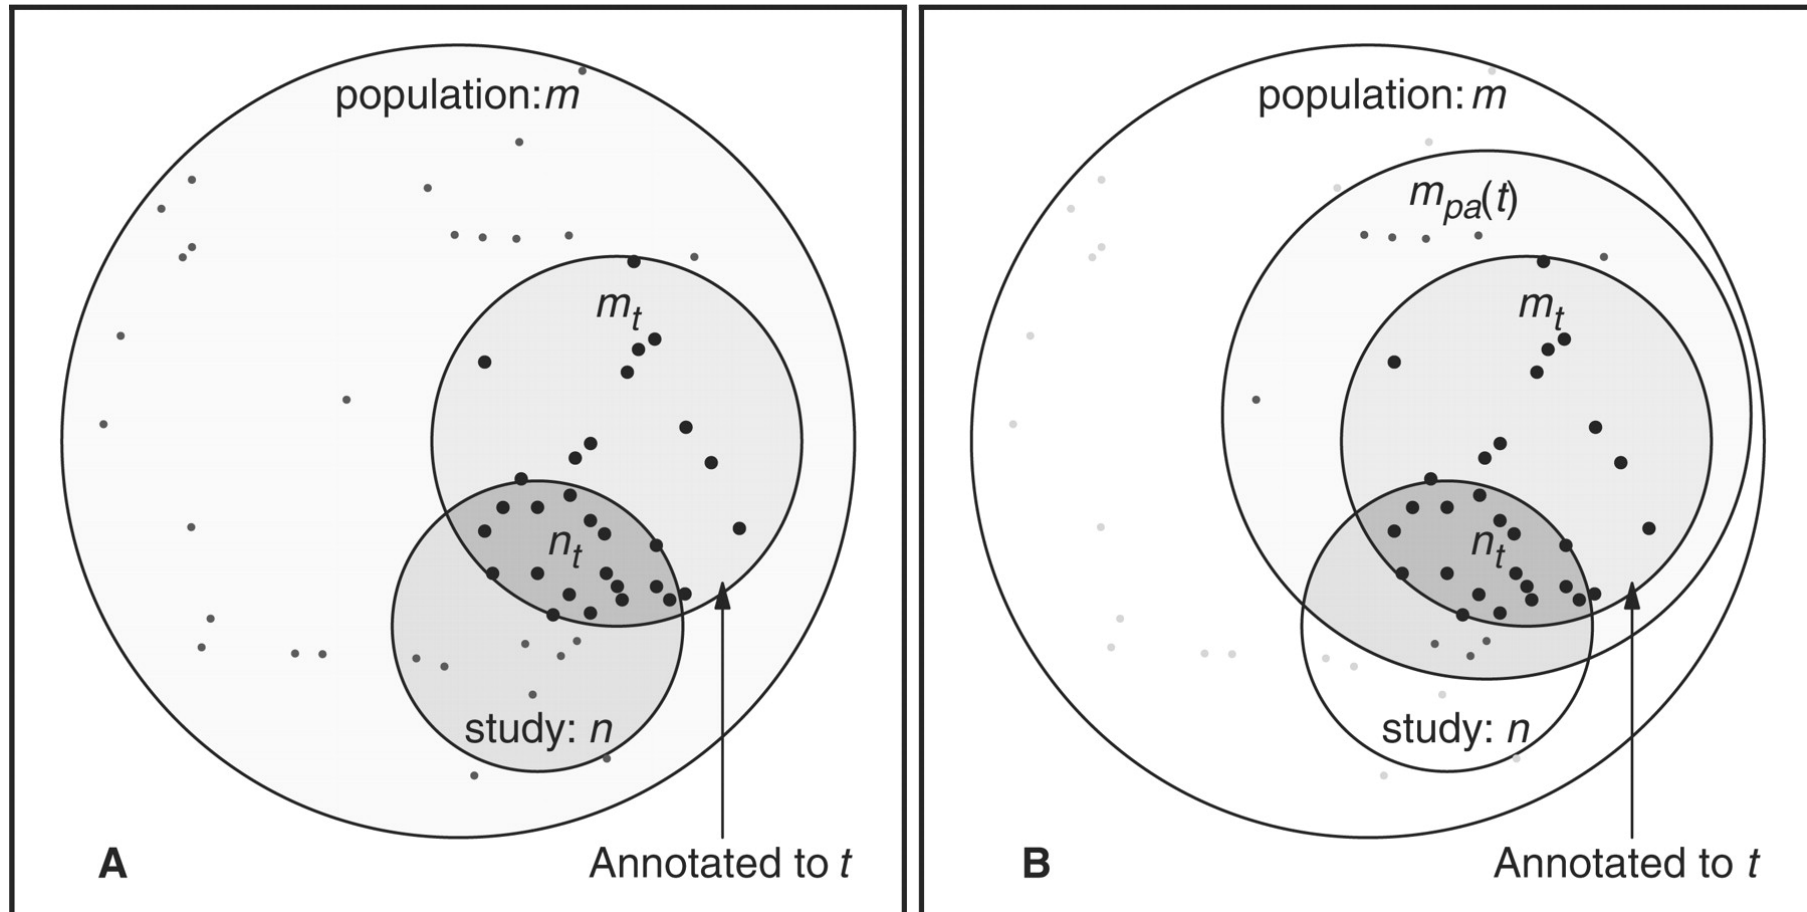 population: m
m_t
n_t
study: n
A
Annotated to t
population: m
m_pa(t)
m_t
n_t
study: n
B
Annotated to t